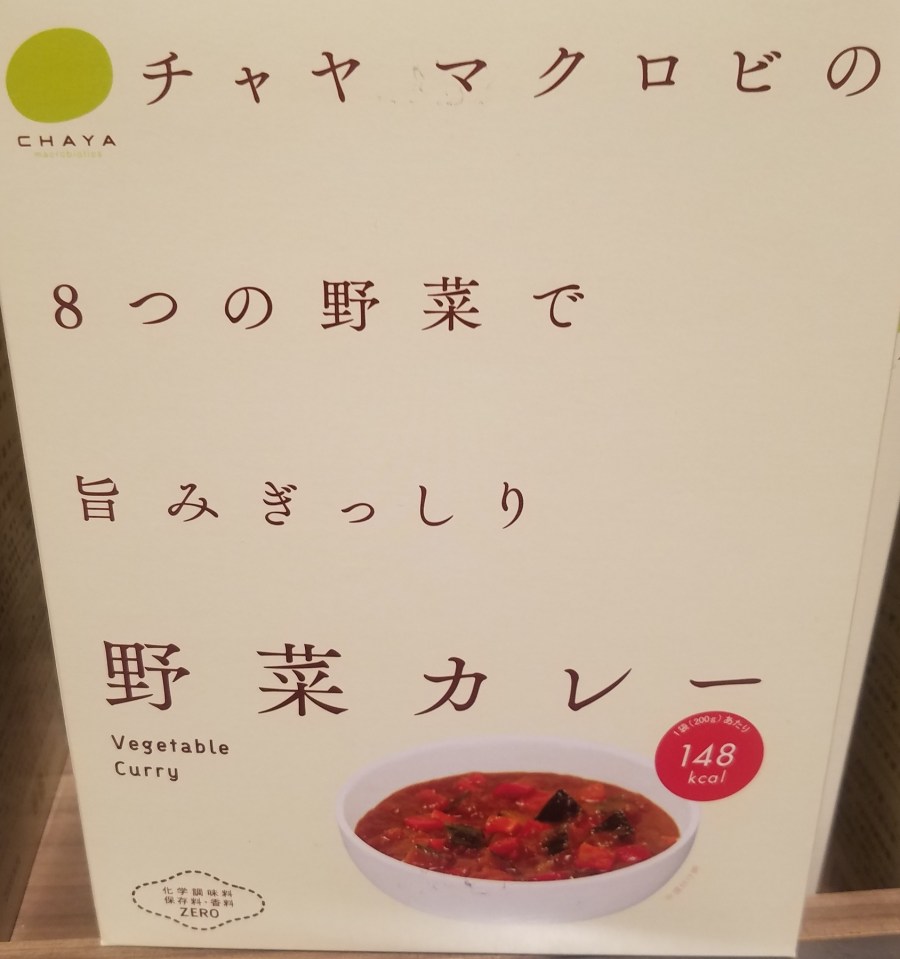 チャヤ マクロビの
CHAYA
macrobiotics
8つの野菜で
旨みぎっしり
野菜カレー
Vegetable
Curry
1袋(200g)あたり
148
kcal
化学調味料
保存料・香料
ZERO